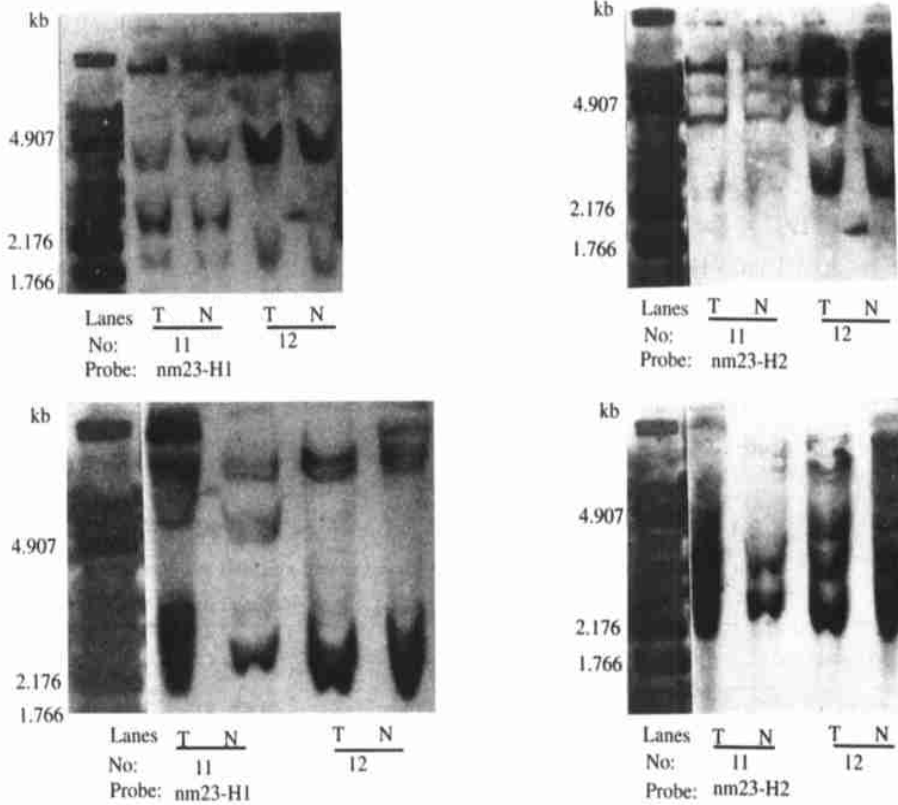 kb
4.907
2.176
1.766
Lanes T N T N
No: 11 12
Probe: nm23-H1
kb
4.907
2.176
1.766
Lanes T N T N
No: 11 12
Probe: nm23-H2
kb
4.907
2.176
1.766
Lanes T N T N
No: 11 12
Probe: nm23-H1
kb
4.907
2.176
1.766
Lanes T N T N
No: 11 12
Probe: nm23-H2